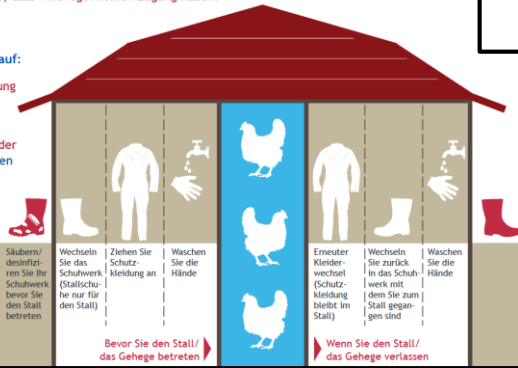 auf:
ung
der
en
Säubern/
desinfizi-
ren Sie Ihr
Schuhwerk
bevor Sie
den Stall
betreten
Wechseln
Sie das
Schuhwerk
(Stallschu-
he nur für
den Stall)
Ziehen Sie
Schutz-
kleidung an
Waschen
Sie die
Hände
Bevor Sie den Stall/
das Gehege betreten
Erneuter
Kleider-
wechsel
(Schutz-
kleidung
bleibt im
Stall)
Wechseln
Sie zurück
in das Schuh-
werk mit
dem Sie zum
Stall gegan-
gen sind
Waschen
Sie die
Hände
Wenn Sie den Stall/
das Gehege verlassen